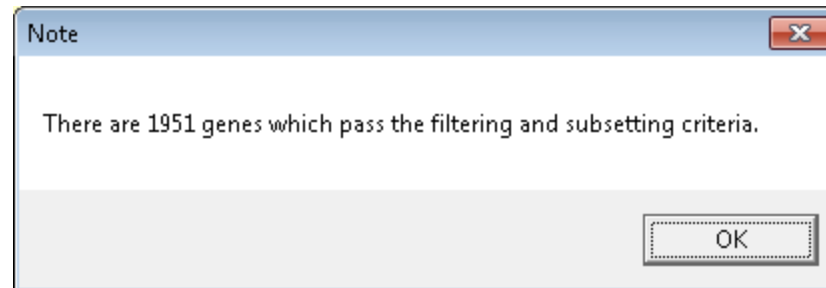 Note
There are 1951 genes which pass the filtering and subsetting criteria.
OK